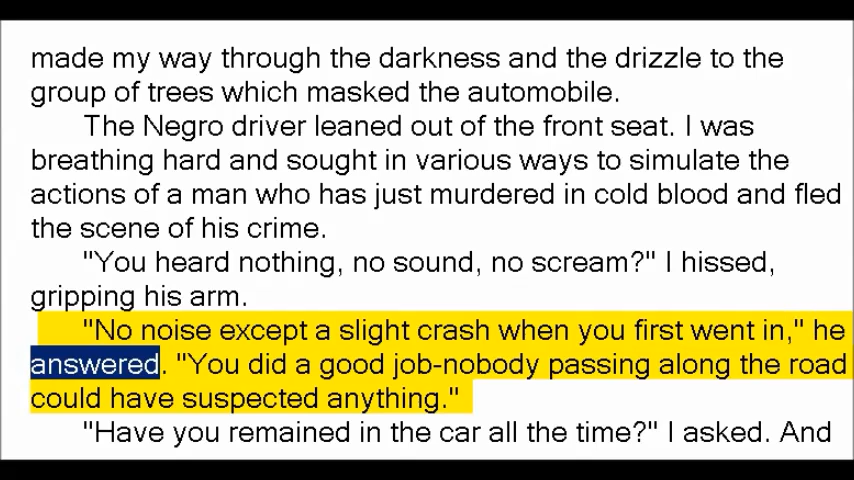 made my way through the darkness and the drizzle to the
group of trees which masked the automobile.
The Negro driver leaned out of the front seat. I was
breathing hard and sought in various ways to simulate the
actions of a man who has just murdered in cold blood and fled
the scene of his crime.
"You heard nothing, no sound, no scream?" I hissed,
gripping his arm.
"No noise except a slight crash when you first went in," he
answered. "You did a good job-nobody passing along the road
could have suspected anything."
"Have you remained in the car all the time?" I asked. And